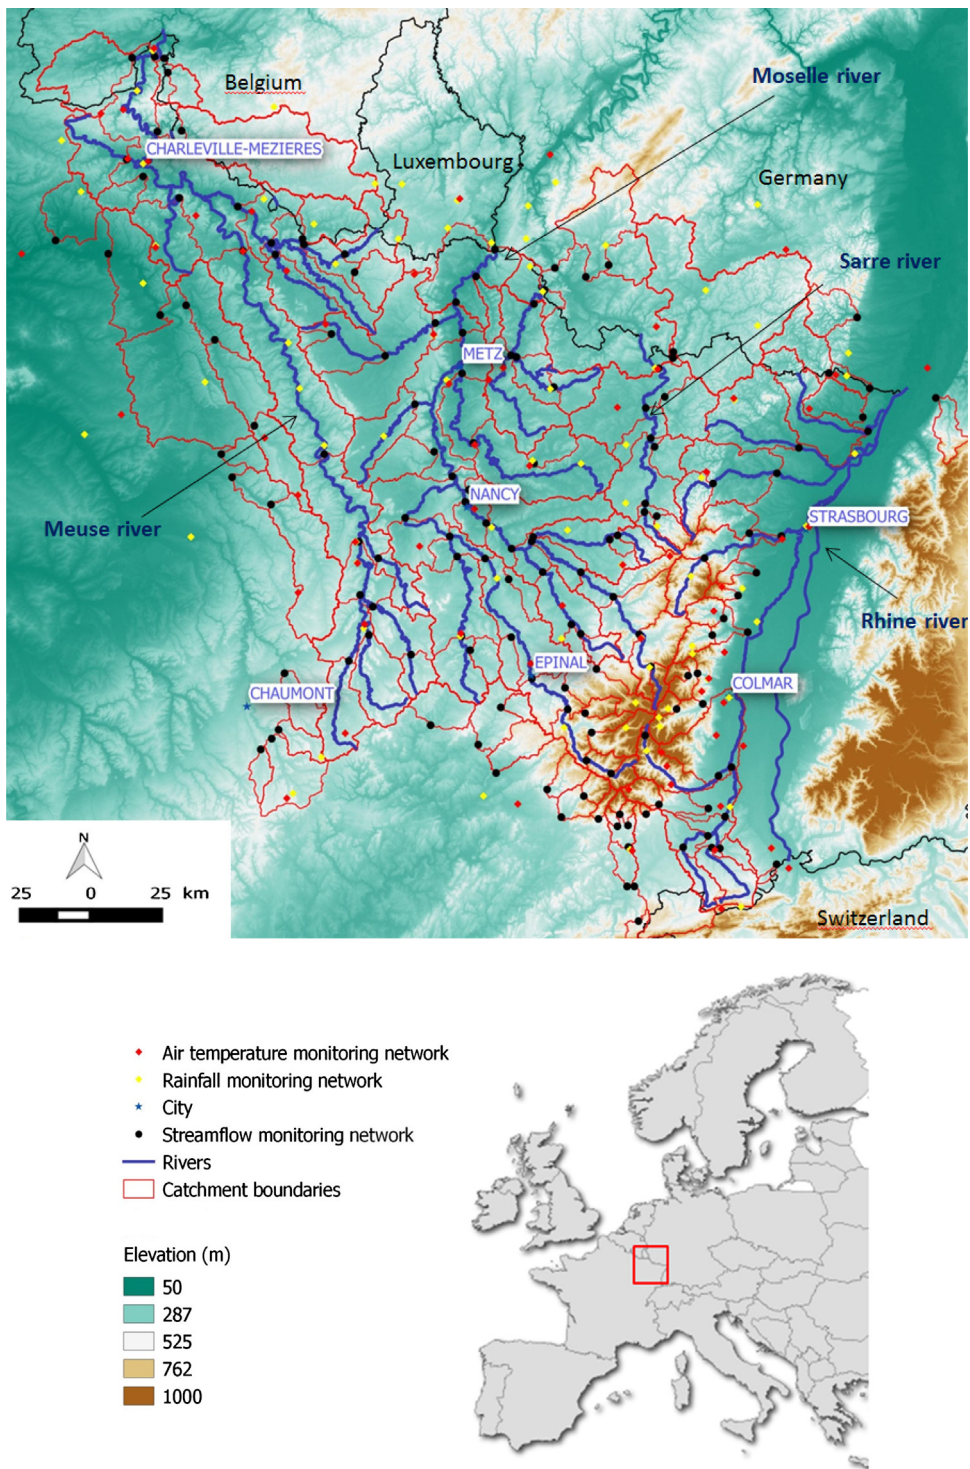 Moselle river
Belgium
CHARLEVILLE-MEZIERES
Luxembourg
Germany
Sarre river
METZ
NANCY
Meuse river
STRASBOURG
Rhine river
EPINAL
COLMAR
CHAUMONT
N
25 0 25 km
Switzerland
Air temperature monitoring network
Rainfall monitoring network
City
Streamflow monitoring network
Rivers
Catchment boundaries
Elevation (m)
50
287
525
762
1000